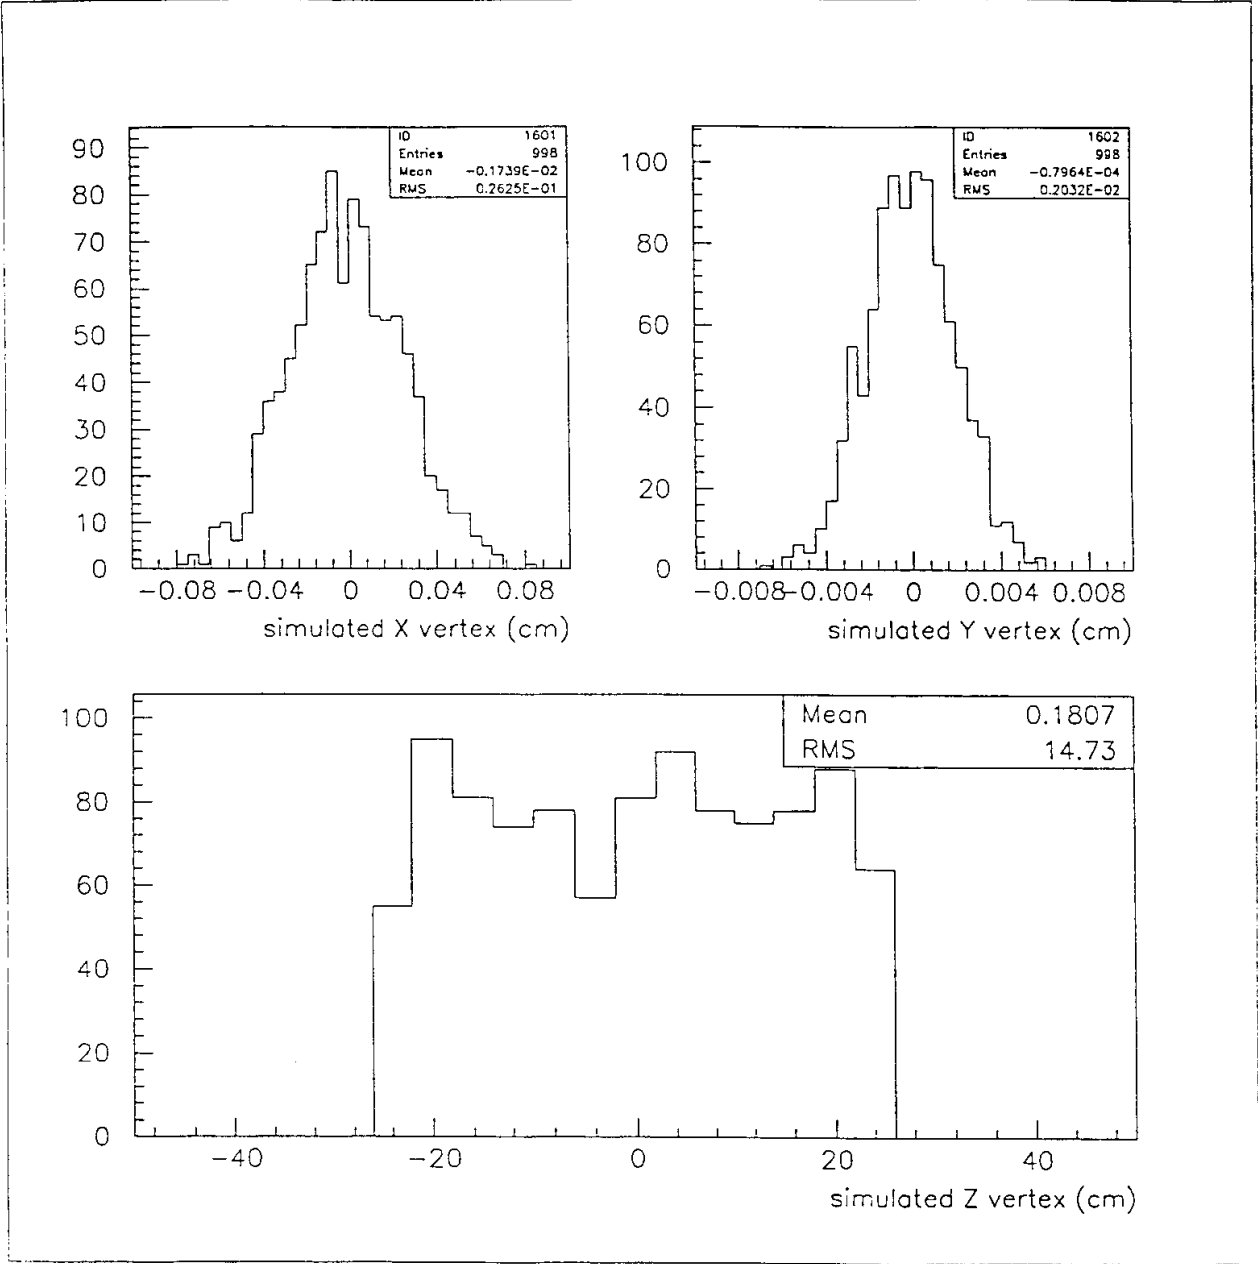 ID 1601
Entries 998
Mean -0.1739E-02
RMS 0.2625E-01
90
80
70
60
50
40
30
20
10
0
-0.08 -0.04 0 0.04 0.08
simulated X vertex (cm)
ID 1602
Entries 998
Mean -0.7964E-04
RMS 0.2032E-02
100
80
60
40
20
0
-0.008 -0.004 0 0.004 0.008
simulated Y vertex (cm)
Mean 0.1807
RMS 14.73
100
80
60
40
20
0
-40 -20 0 20 40
simulated Z vertex (cm)